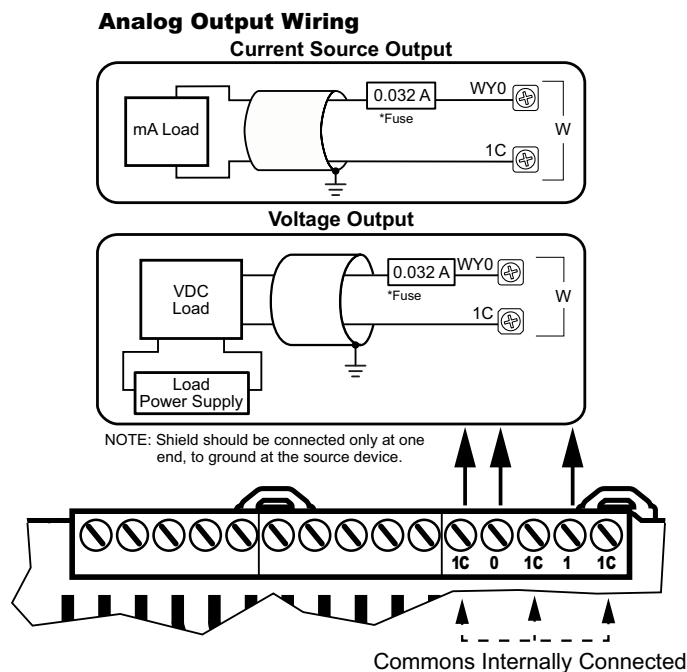 Analog Output Wiring
Current Source Output
mA Load
0.032 A
*Fuse
WY0
1C
W
Voltage Output
VDC
Load
Load
Power Supply
0.032 A
*Fuse
WY0
1C
W
NOTE: Shield should be connected only at one
end, to ground at the source device.
1C 0 1C 1 1C
Commons Internally Connected